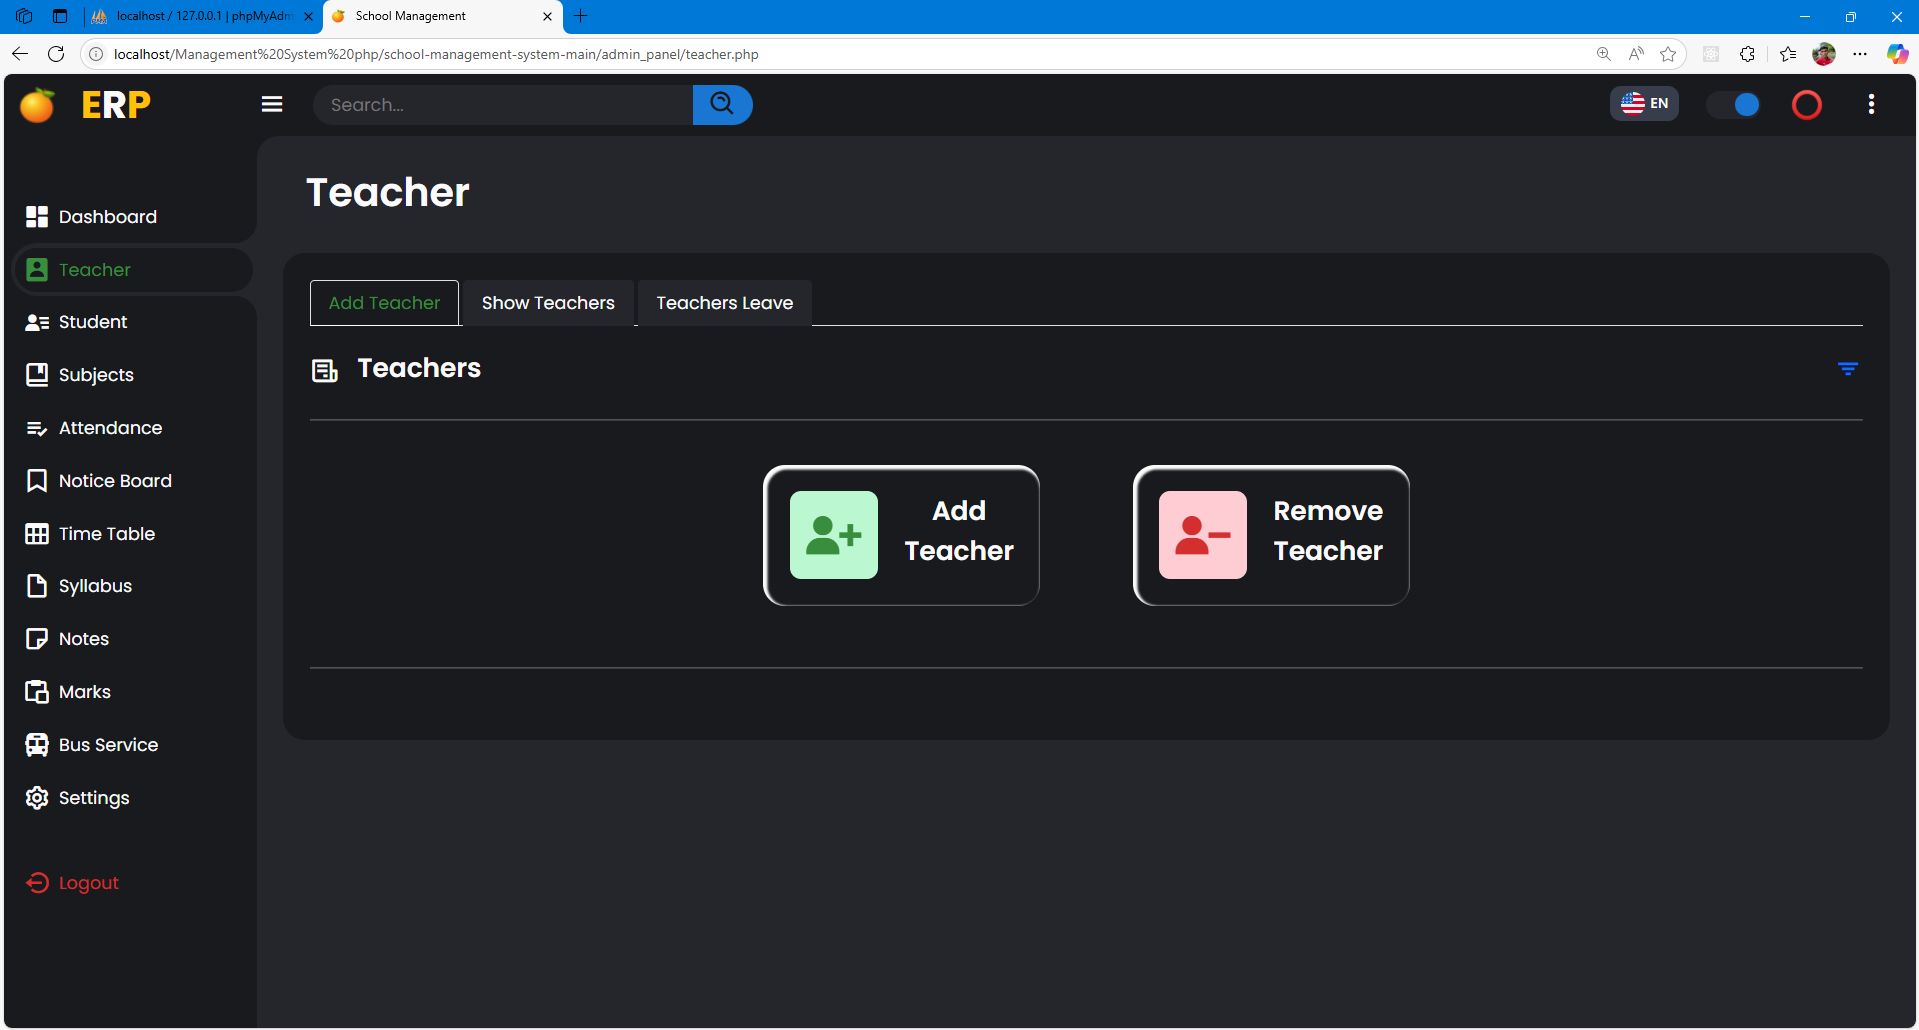 localhost / 127.0.0.1 | phpMyAdm
School Management
localhost/Management%20System%20php/school-management-system-main/admin_panel/teacher.php
ERP
Search...
EN
Teacher
Dashboard
Teacher
Student
Subjects
Attendance
Notice Board
Time Table
Syllabus
Notes
Marks
Bus Service
Settings
Logout
Add Teacher
Show Teachers
Teachers Leave
Teachers
Add
Teacher
Remove
Teacher